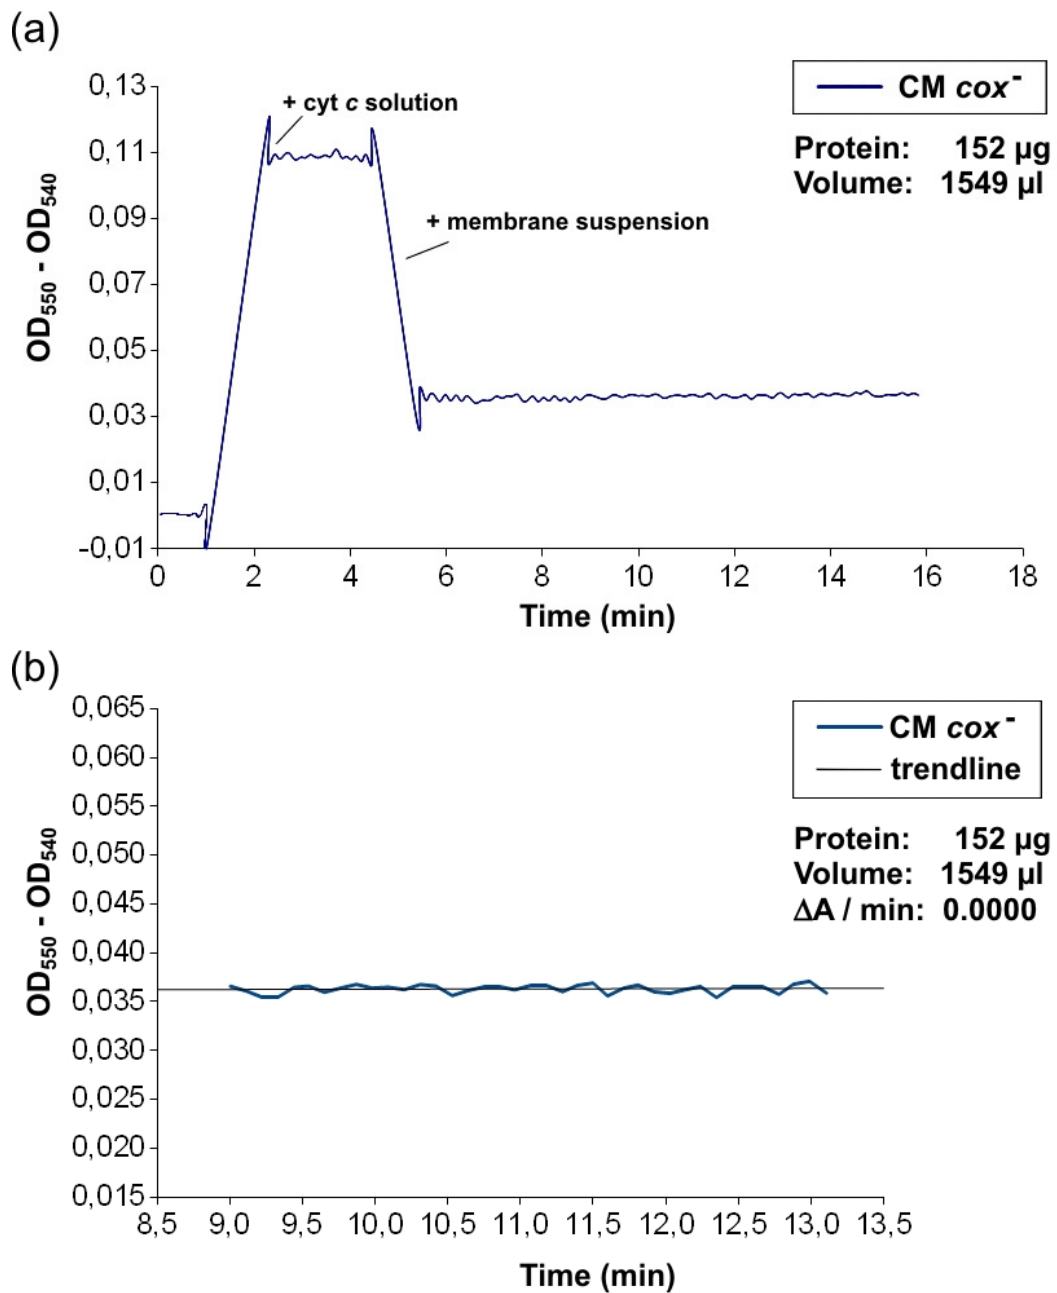 (a)
0,13
0,11
0,09
0,07
0,05
0,03
0,01
-0,01
OD550 - OD540
+ cyt c solution
+ membrane suspension
CM cox-
Protein: 152 µg
Volume: 1549 µl
0 2 4 6 8 10 12 14 16 18
Time (min)
(b)
0,065
0,060
0,055
0,050
0,045
0,040
0,035
0,030
0,025
0,020
0,015
OD550 - OD540
CM cox-
trendline
Protein: 152 µg
Volume: 1549 µl
ΔA / min: 0.0000
8,5 9,0 9,5 10,0 10,5 11,0 11,5 12,0 12,5 13,0 13,5
Time (min)